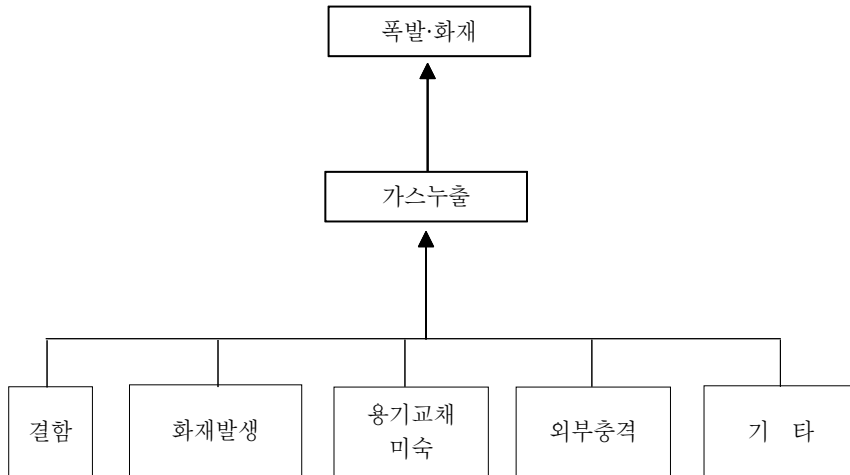 폭발·화재
가스누출
결함
화재발생
용기교채
미숙
외부충격
기 타